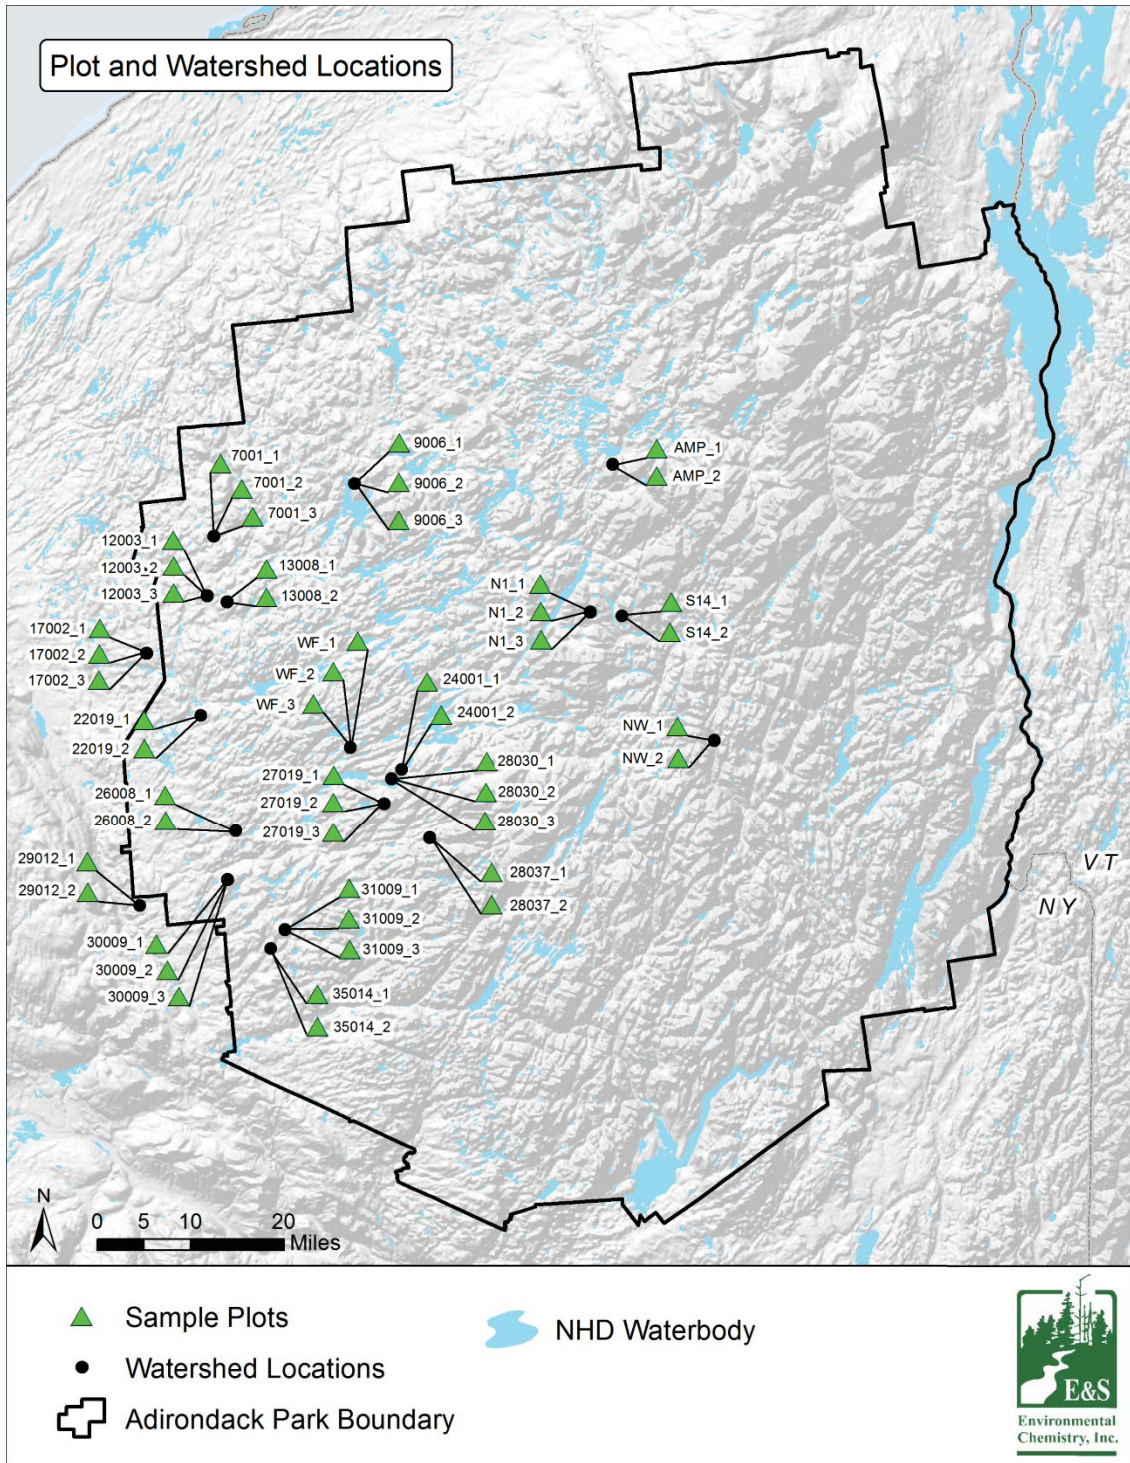 Plot and Watershed Locations
9006_1
AMP_1
7001_1
AMP_2
7001_2
9006_2
7001_3
9006_3
12003_1
12003_2
13008_1
12003_3
13008_2
N1_1
N1_2
S14_1
N1_3
S14_2
17002_1
17002_2
17002_3
WF_1
WF_2
WF_3
24001_1
24001_2
22019_1
22019_2
NW_1
NW_2
28030_1
28030_2
28030_3
27019_1
27019_2
27019_3
26008_1
26008_2
29012_1
29012_2
28037_1
28037_2
VT
NY
31009_1
31009_2
31009_3
30009_1
30009_2
30009_3
35014_1
35014_2
N
0 5 10 20
Miles
Sample Plots
NHD Waterbody
Watershed Locations
Adirondack Park Boundary
E&S
Environmental
Chemistry, Inc.